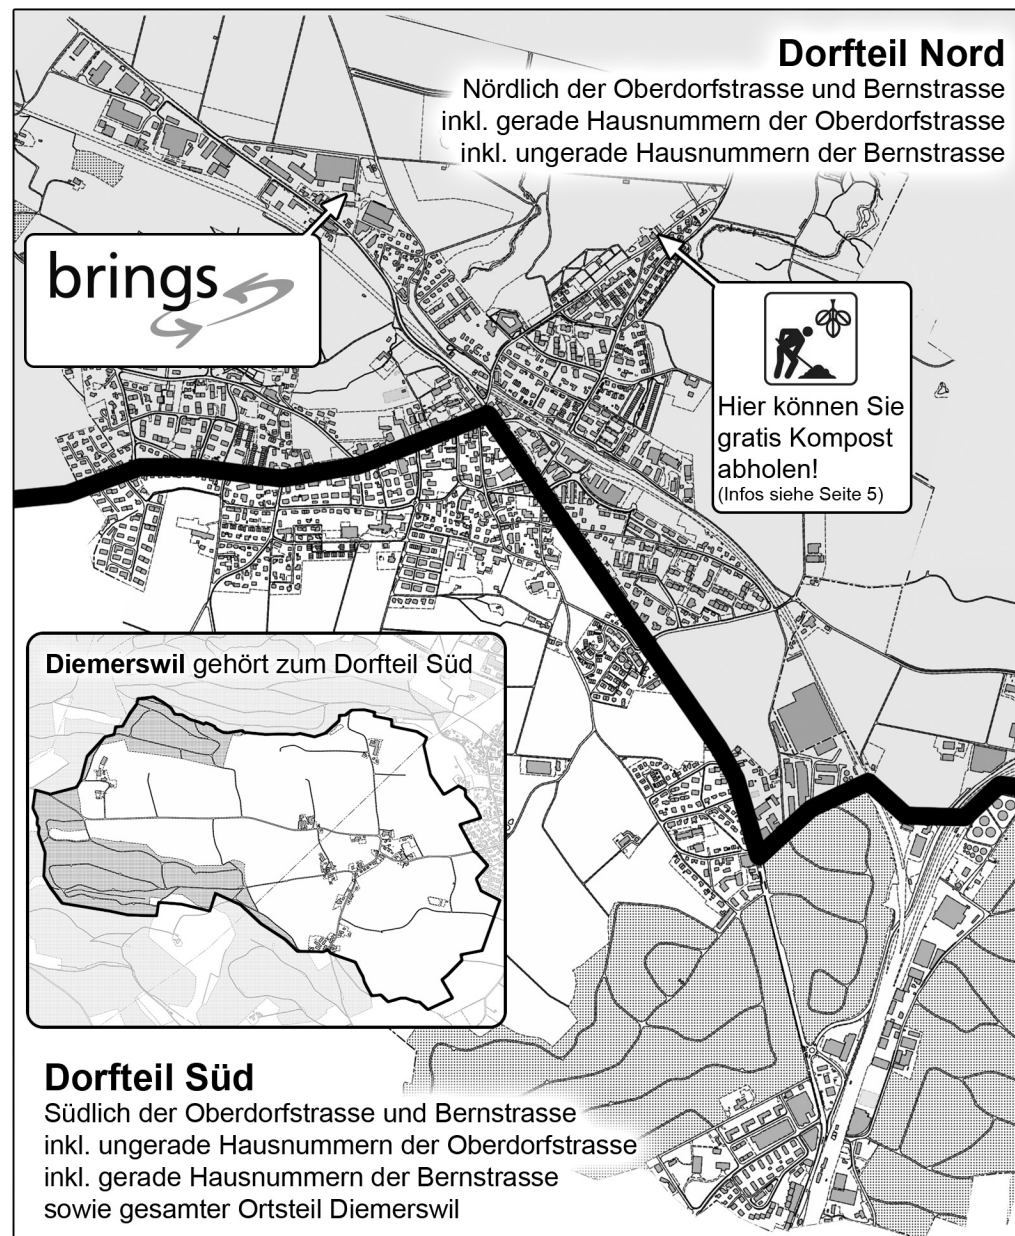 Dorfteil Nord
Nördlich der Oberdorfstrasse und Bernstrasse
inkl. gerade Hausnummern der Oberdorfstrasse
inkl. ungerade Hausnummern der Bernstrasse
brings
Hier können Sie
gratis Kompost
abholen!
(Infos siehe Seite 5)
Diemerswil gehört zum Dorfteil Süd
Dorfteil Süd
Südlich der Oberdorfstrasse und Bernstrasse
inkl. ungerade Hausnummern der Oberdorfstrasse
inkl. gerade Hausnummern der Bernstrasse
sowie gesamter Ortsteil Diemerswil